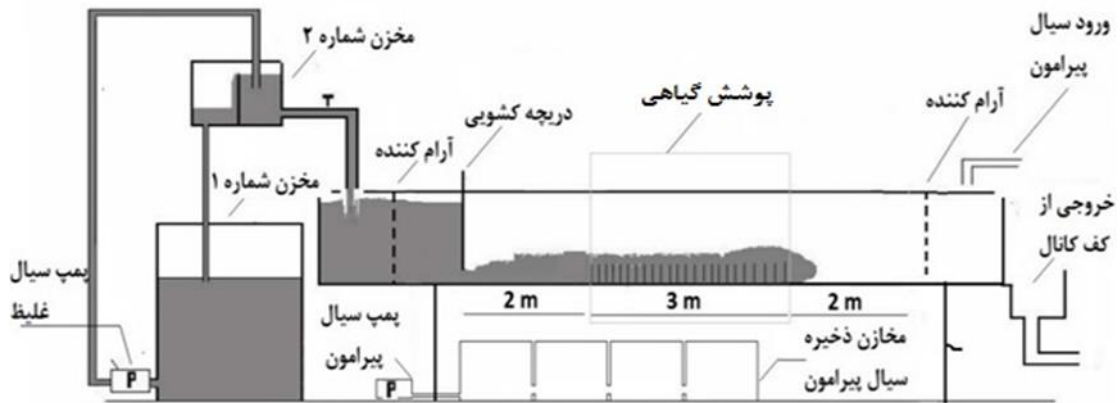 مخزن شماره ۲
ورود سیال
پیرامون
پوشش گیاهی
دریچه کشویی
آرام کننده
آرام کننده
مخزن شماره ۱
خروجی از
کف کانال
پمپ سیال
غلیظ
P
2 m
3 m
2 m
پمپ سیال
پیرامون
P
مخازن ذخیره
سیال پیرامون